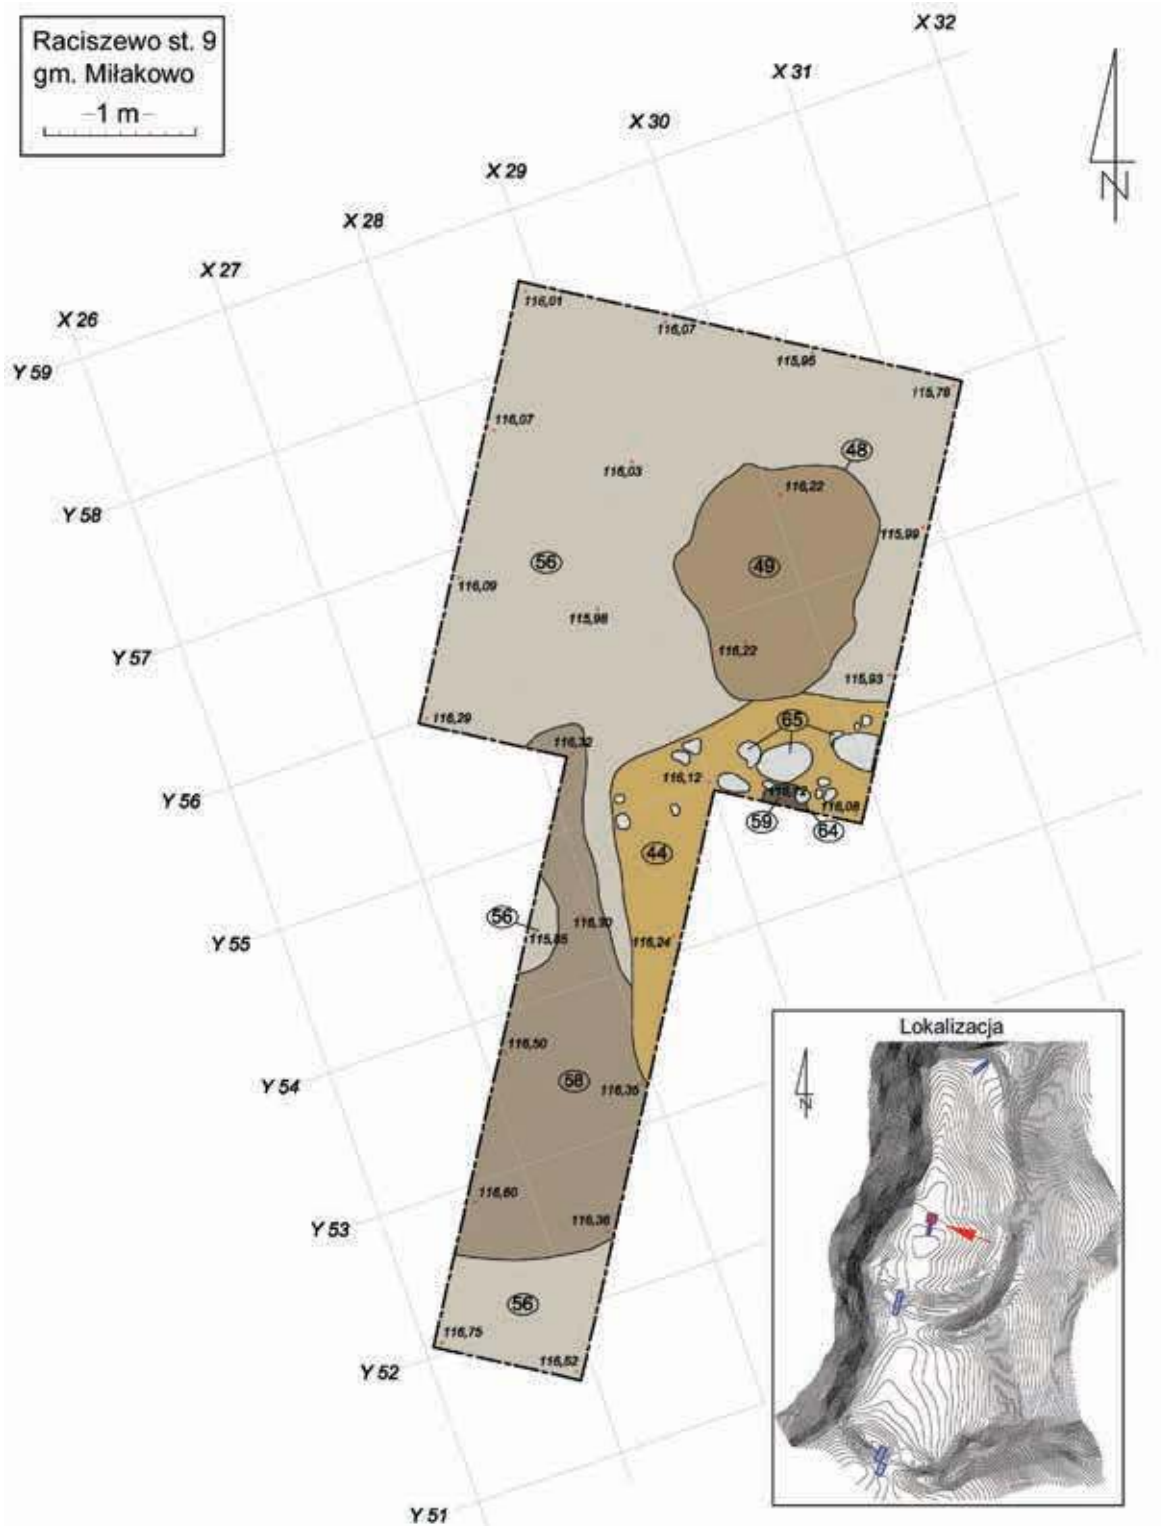 Raciszewo st. 9
gm. Miłakowo
1 m
X 32
X 31
X 30
X 29
X 28
X 27
X 26
N
Y 59
116,01
116,07
115,95
115,78
116,07
48
116,03
116,22
Y 58
115,99
56
49
116,09
115,98
116,22
Y 57
115,93
116,29
65
116,32
116,12
Y 56
116,08
59
64
44
56
115,85
116,30
116,24
Y 55
116,50
Lokalizacja
N
58
Y 54
116,35
116,60
116,36
Y 53
56
116,75
116,52
Y 52
Y 51